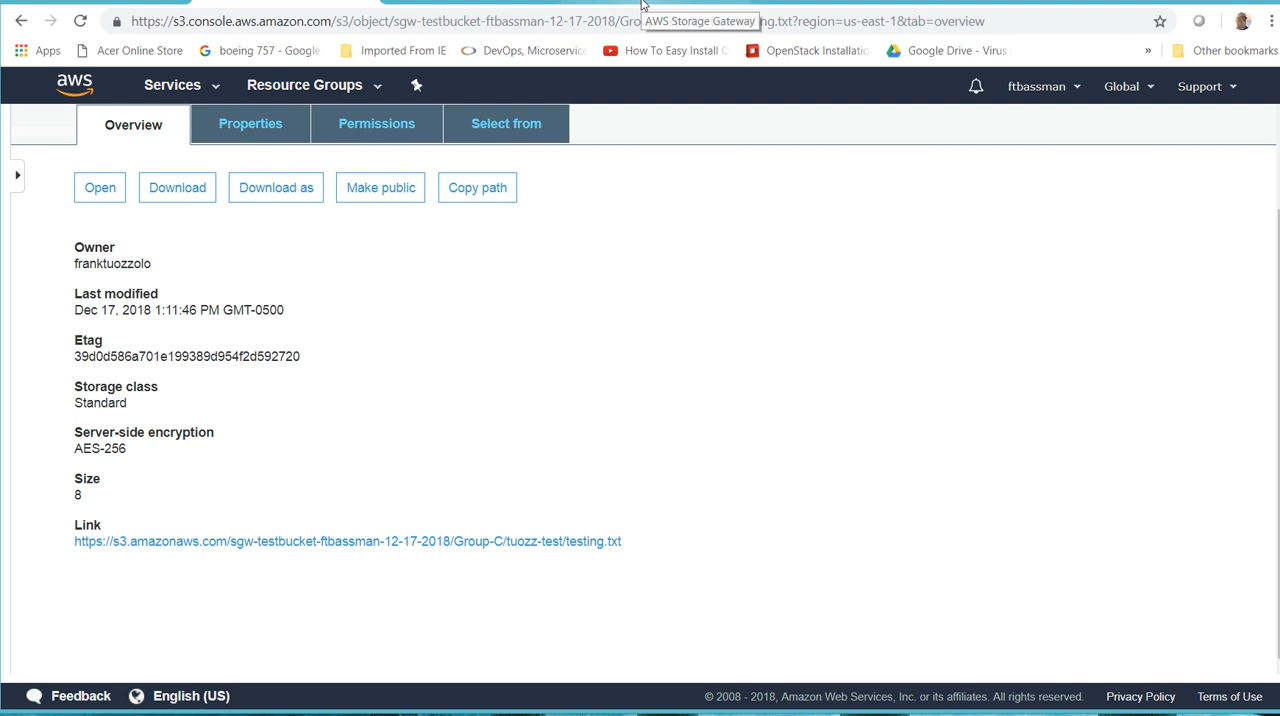 https://s3.console.aws.amazon.com/s3/object/sgw-testbucket-ftbassman-12-17-2018/Gro
AWS Storage Gateway
ng.txt?region=us-east-1&tab=overview
Apps Acer Online Store boeing 757 - Google Imported From IE DevOps, Microservic How To Easy Install OpenStack Installatio Google Drive - Virus » Other bookmarks
aws Services Resource Groups ftbassman Global Support
Overview Properties Permissions Select from
Open Download Download as Make public Copy path
Owner
franktuozzolo
Last modified
Dec 17, 2018 1:11:46 PM GMT-0500
Etag
39d0d586a701e199389d954f2d592720
Storage class
Standard
Server-side encryption
AES-256
Size
8
Link
https://s3.amazonaws.com/sgw-testbucket-ftbassman-12-17-2018/Group-C/tuozz-test/testing.txt
Feedback English (US) © 2008 - 2018, Amazon Web Services, Inc. or its affiliates. All rights reserved. Privacy Policy Terms of Use